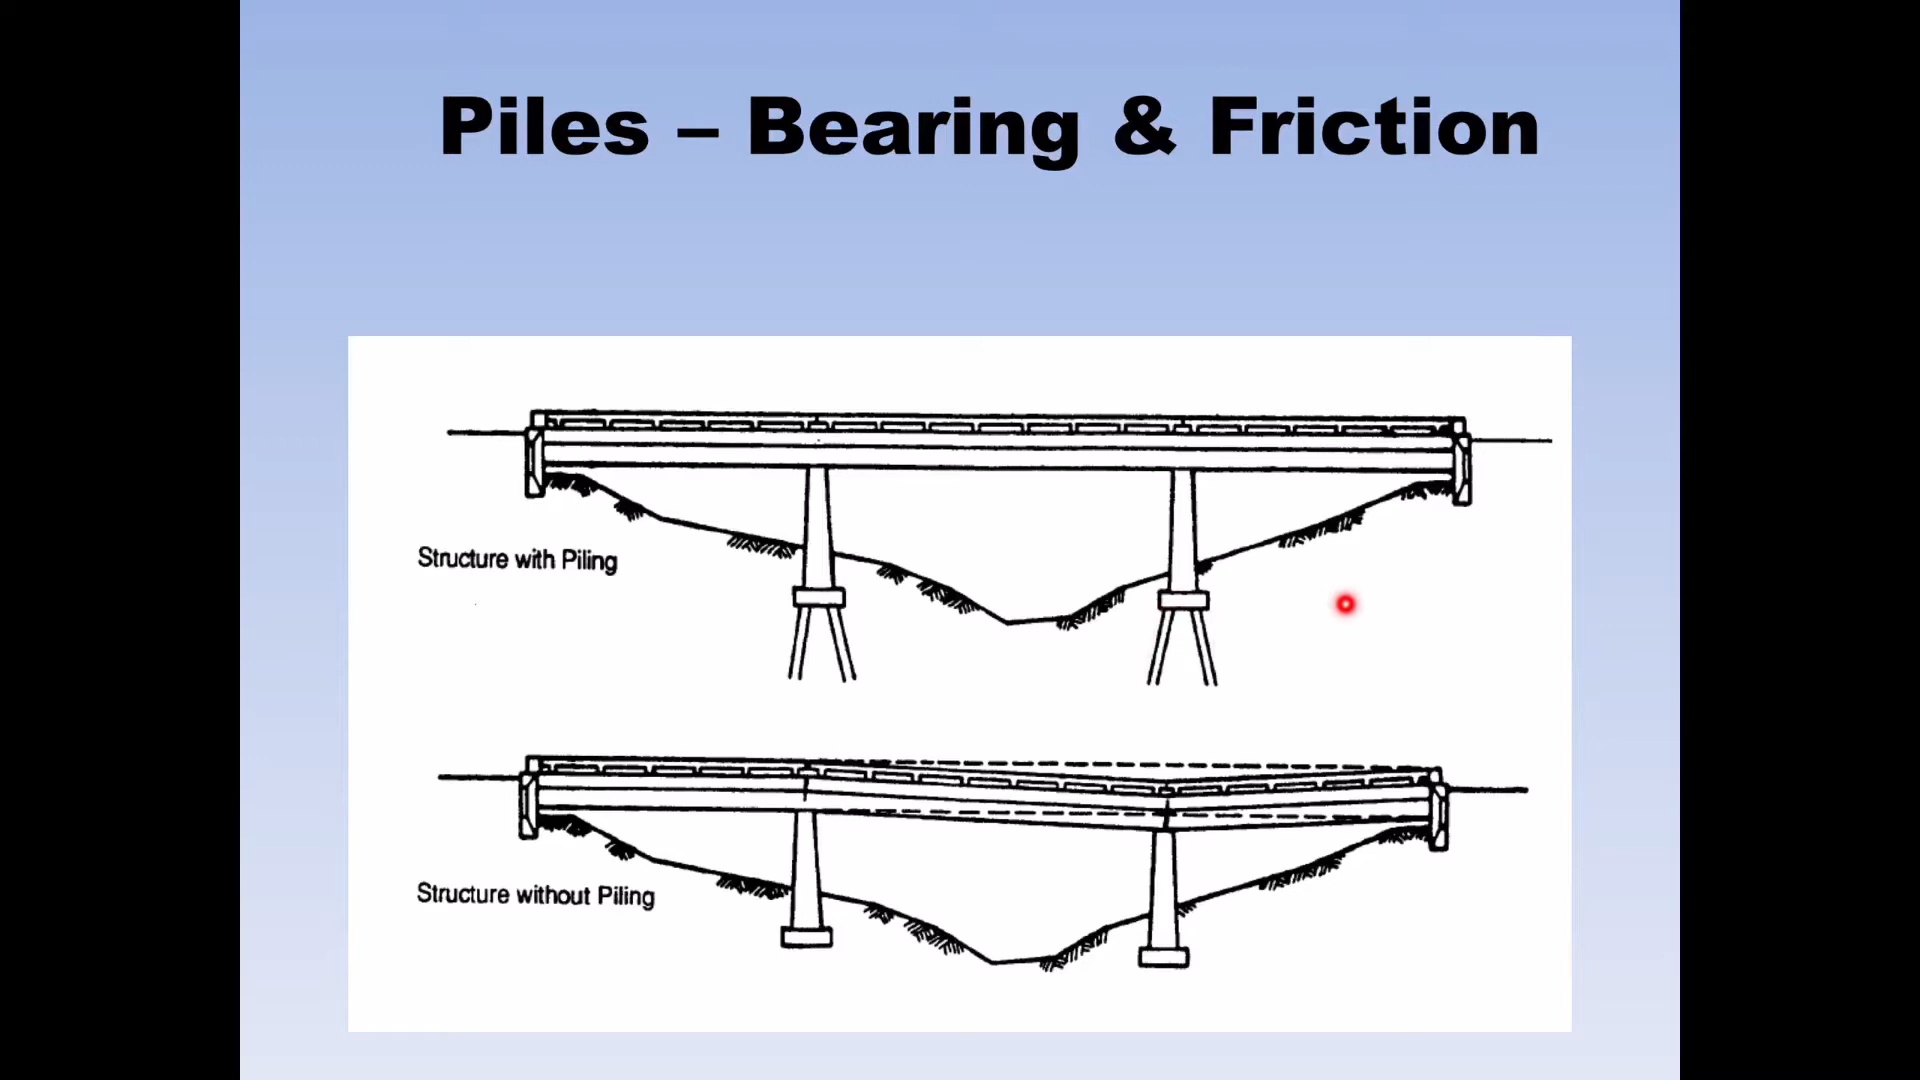 Piles – Bearing & Friction
Structure with Piling
Structure without Piling